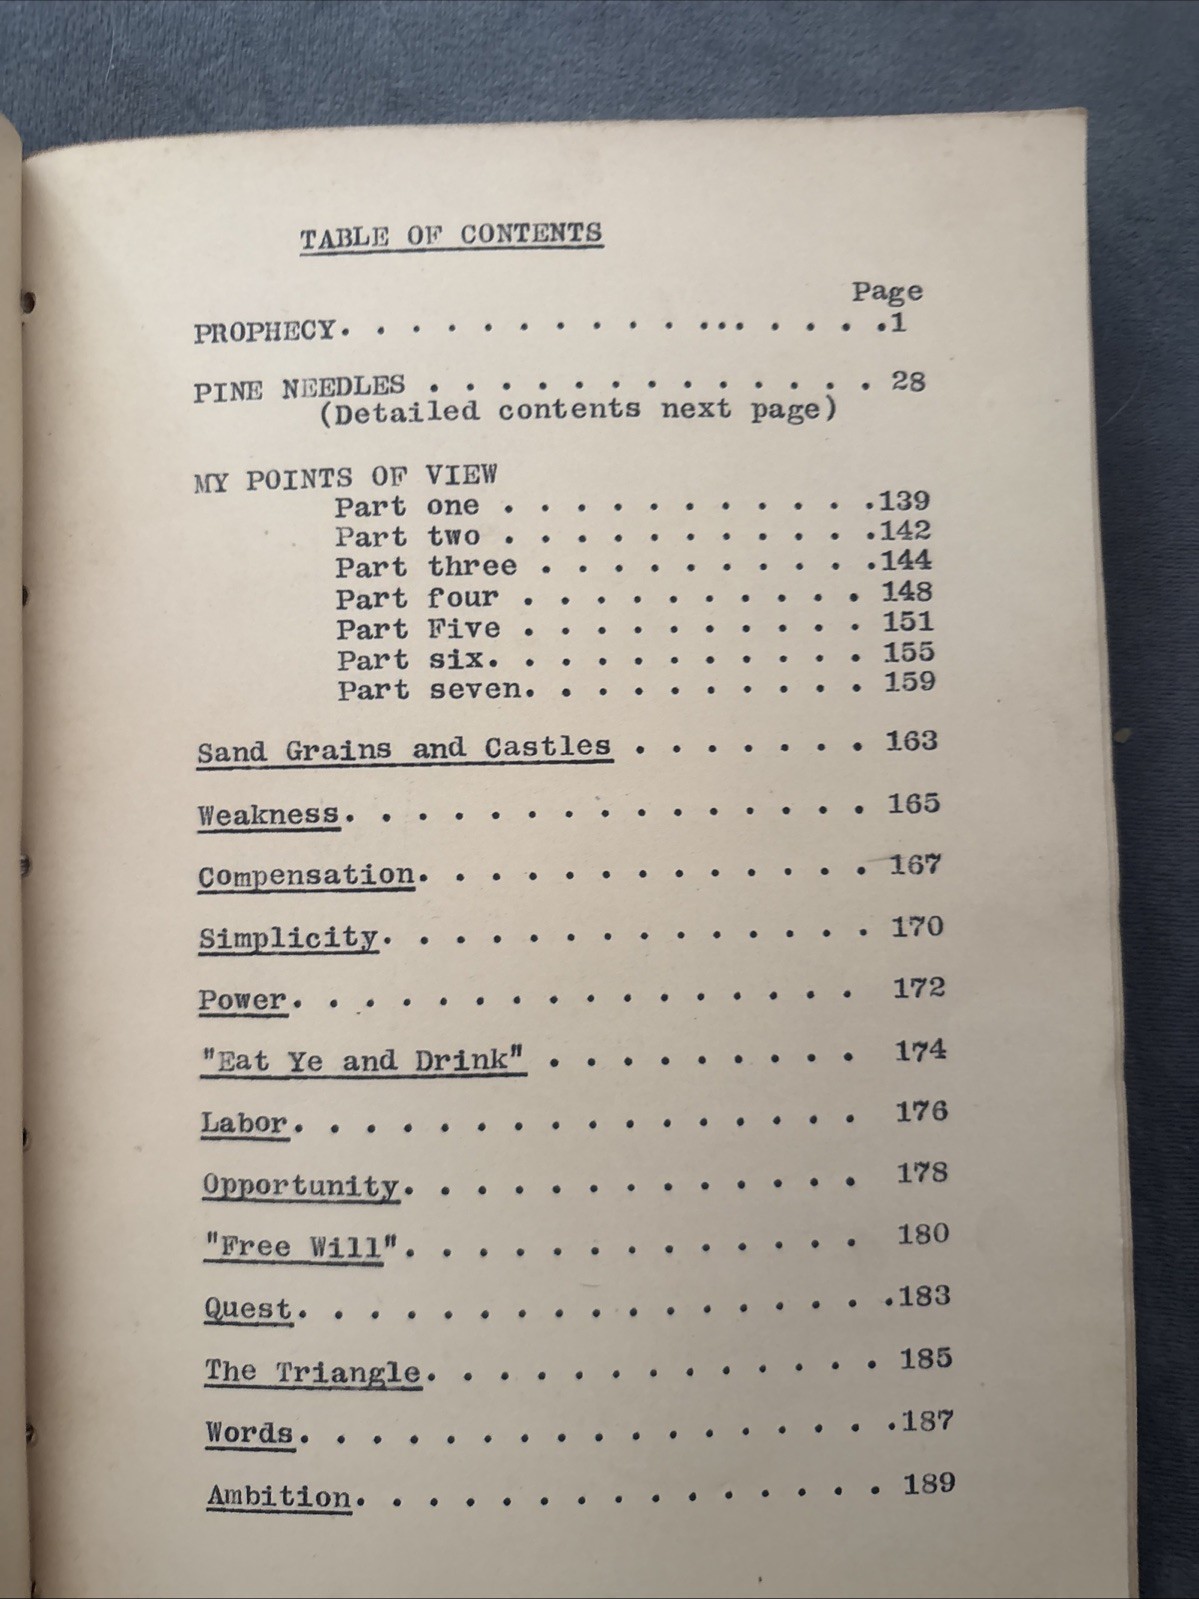 TABLE OF CONTENTS
Page
PROPHECY. . . . . . . . . . ... . . . .1
PINE NEEDLES . . . . . . . . . . . . . 28
(Detailed contents next page)
MY POINTS OF VIEW
Part one . . . . . . . . . . .139
Part two . . . . . . . . . . .142
Part three . . . . . . . . . .144
Part four . . . . . . . . . . 148
Part Five . . . . . . . . . . 151
Part six. . . . . . . . . . . 155
Part seven. . . . . . . . . . 159
Sand Grains and Castles . . . . . . . 163
Weakness. . . . . . . . . . . . . . . 165
Compensation. . . . . . . . . . . . . 167
Simplicity. . . . . . . . . . . . . . 170
Power. . . . . . . . . . . . . . . . 172
"Eat Ye and Drink" . . . . . . . . . 174
Labor. . . . . . . . . . . . . . . . 176
Opportunity. . . . . . . . . . . . . 178
"Free Will". . . . . . . . . . . . . 180
Quest. . . . . . . . . . . . . . . . .183
The Triangle. . . . . . . . . . . . . 185
Words. . . . . . . . . . . . . . . . .187
Ambition. . . . . . . . . . . . . . . 189